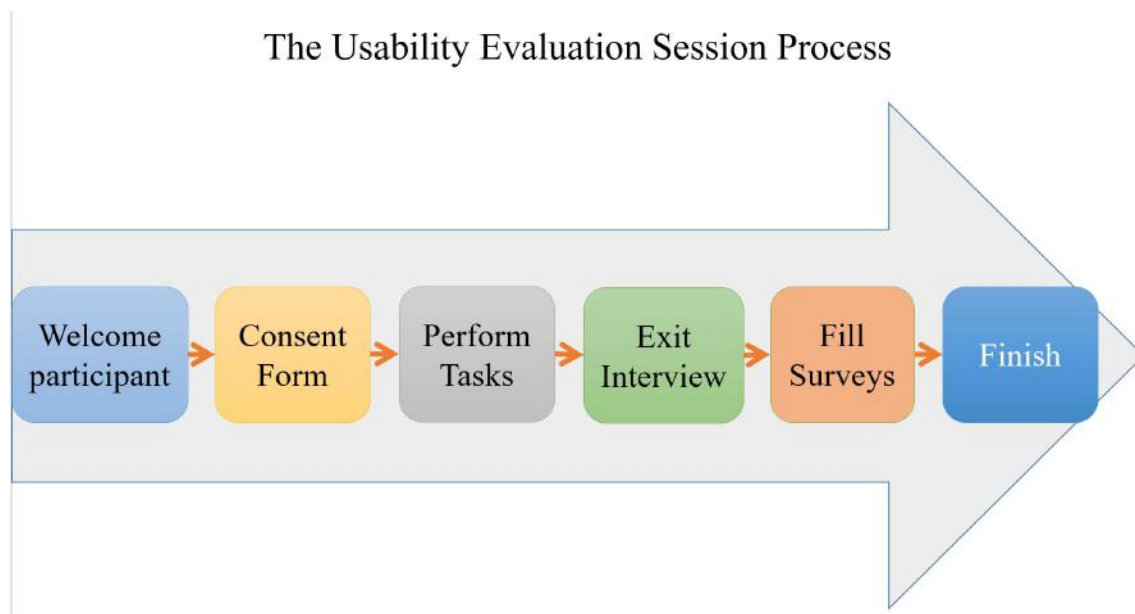 The Usability Evaluation Session Process
Welcome
participant
Consent
Form
Perform
Tasks
Exit
Interview
Fill
Surveys
Finish